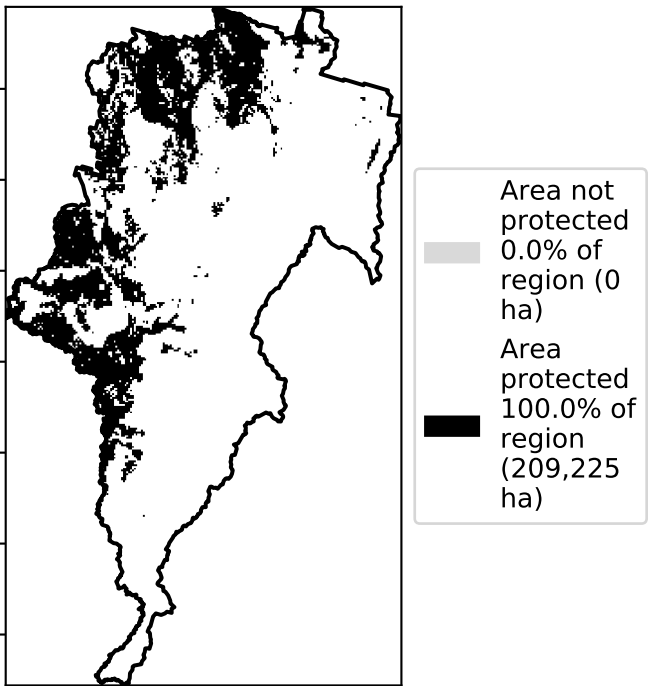 Area not
protected
0.0% of
region (0
ha)
Area
protected
100.0% of
region
(209,225
ha)